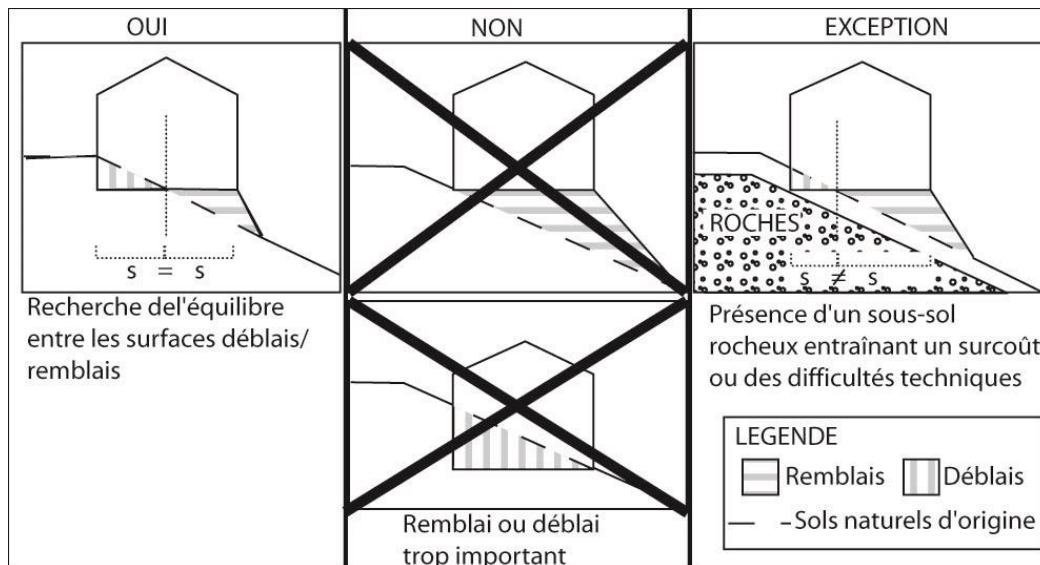 OUI
s = s
Recherche del'équilibre
entre les surfaces déblais/
remblais
NON
Remblai ou déblai
trop important
EXCEPTION
ROCHES
s ≠ s
Présence d'un sous-sol
rocheux entraînant un surcoût
ou des difficultés techniques
LEGENDE
Remblais Déblais
Sols naturels d'origine